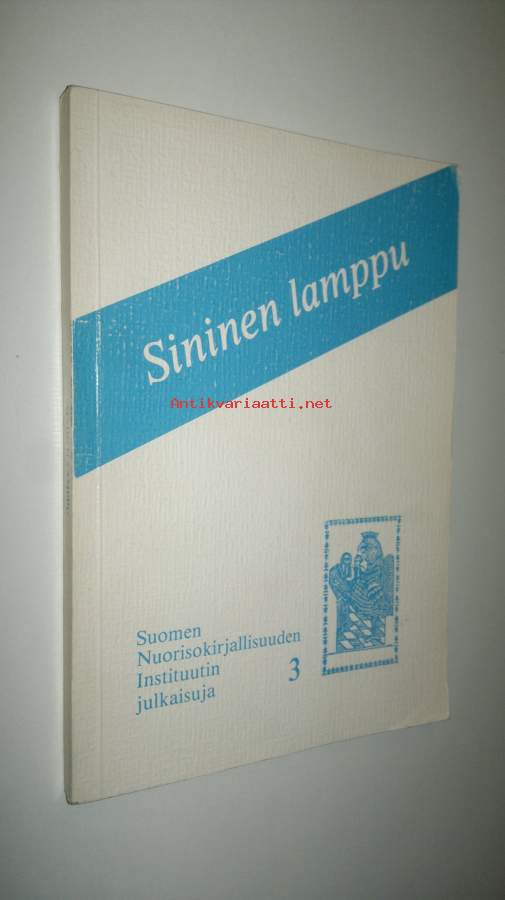 Sininen lamppu
Antikvariaatti.net
Suomen
Nuorisokirjallisuuden
Instituutin
julkaisuja 3